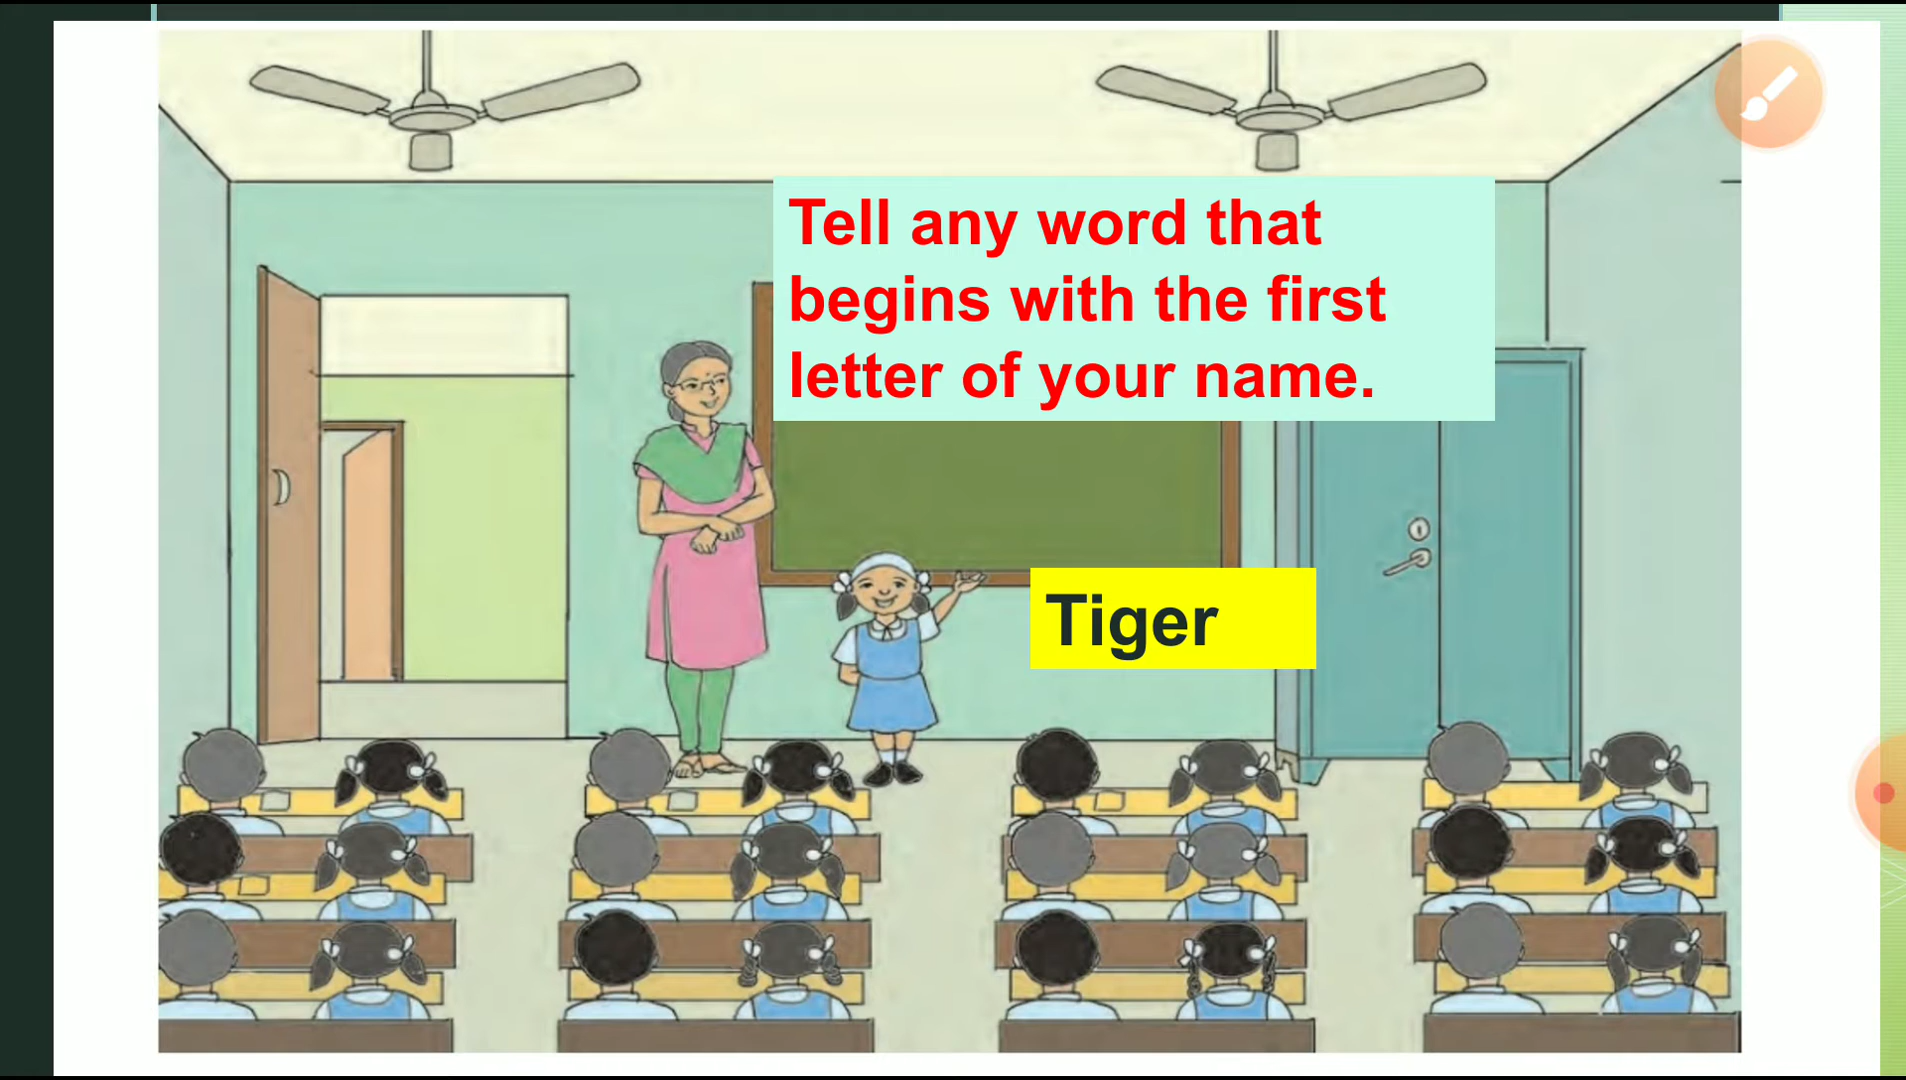 Tell any word that
begins with the first
letter of your name.
Tiger